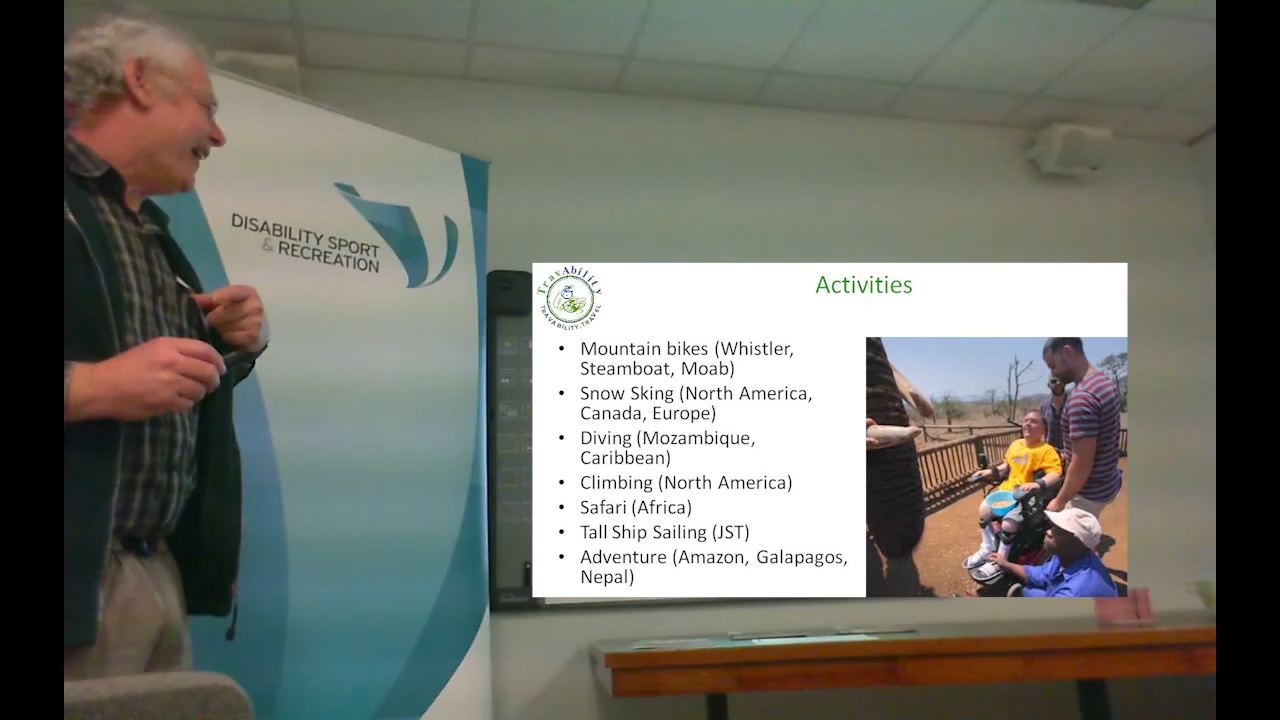 DISABILITY SPORT
& RECREATION
TravAbility
TRAVABILITY.TRAVEL
Activities
• Mountain bikes (Whistler,
Steamboat, Moab)
• Snow Sking (North America,
Canada, Europe)
• Diving (Mozambique,
Caribbean)
• Climbing (North America)
• Safari (Africa)
• Tall Ship Sailing (JST)
• Adventure (Amazon, Galapagos,
Nepal)